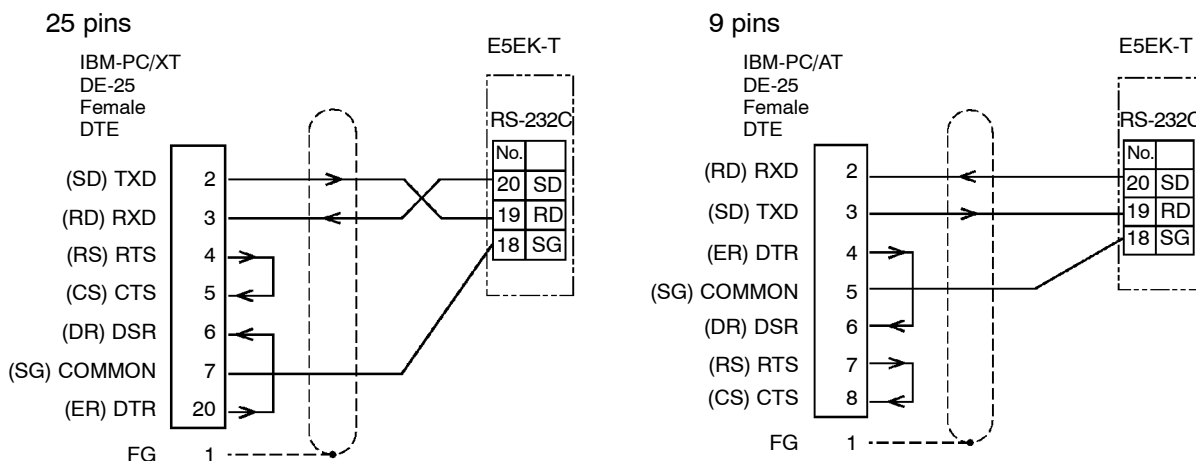 25 pins
IBM-PC/XT
DE-25
Female
DTE
E5EK-T
RS-232C
No.
20 SD
19 RD
18 SG
(SD) TXD 2
(RD) RXD 3
(RS) RTS 4
(CS) CTS 5
(DR) DSR 6
(SG) COMMON 7
(ER) DTR 20
FG 1
9 pins
IBM-PC/AT
DE-25
Female
DTE
E5EK-T
RS-232C
No.
20 SD
19 RD
18 SG
(RD) RXD 2
(SD) TXD 3
(ER) DTR 4
(SG) COMMON 5
(DR) DSR 6
(RS) RTS 7
(CS) CTS 8
FG 1